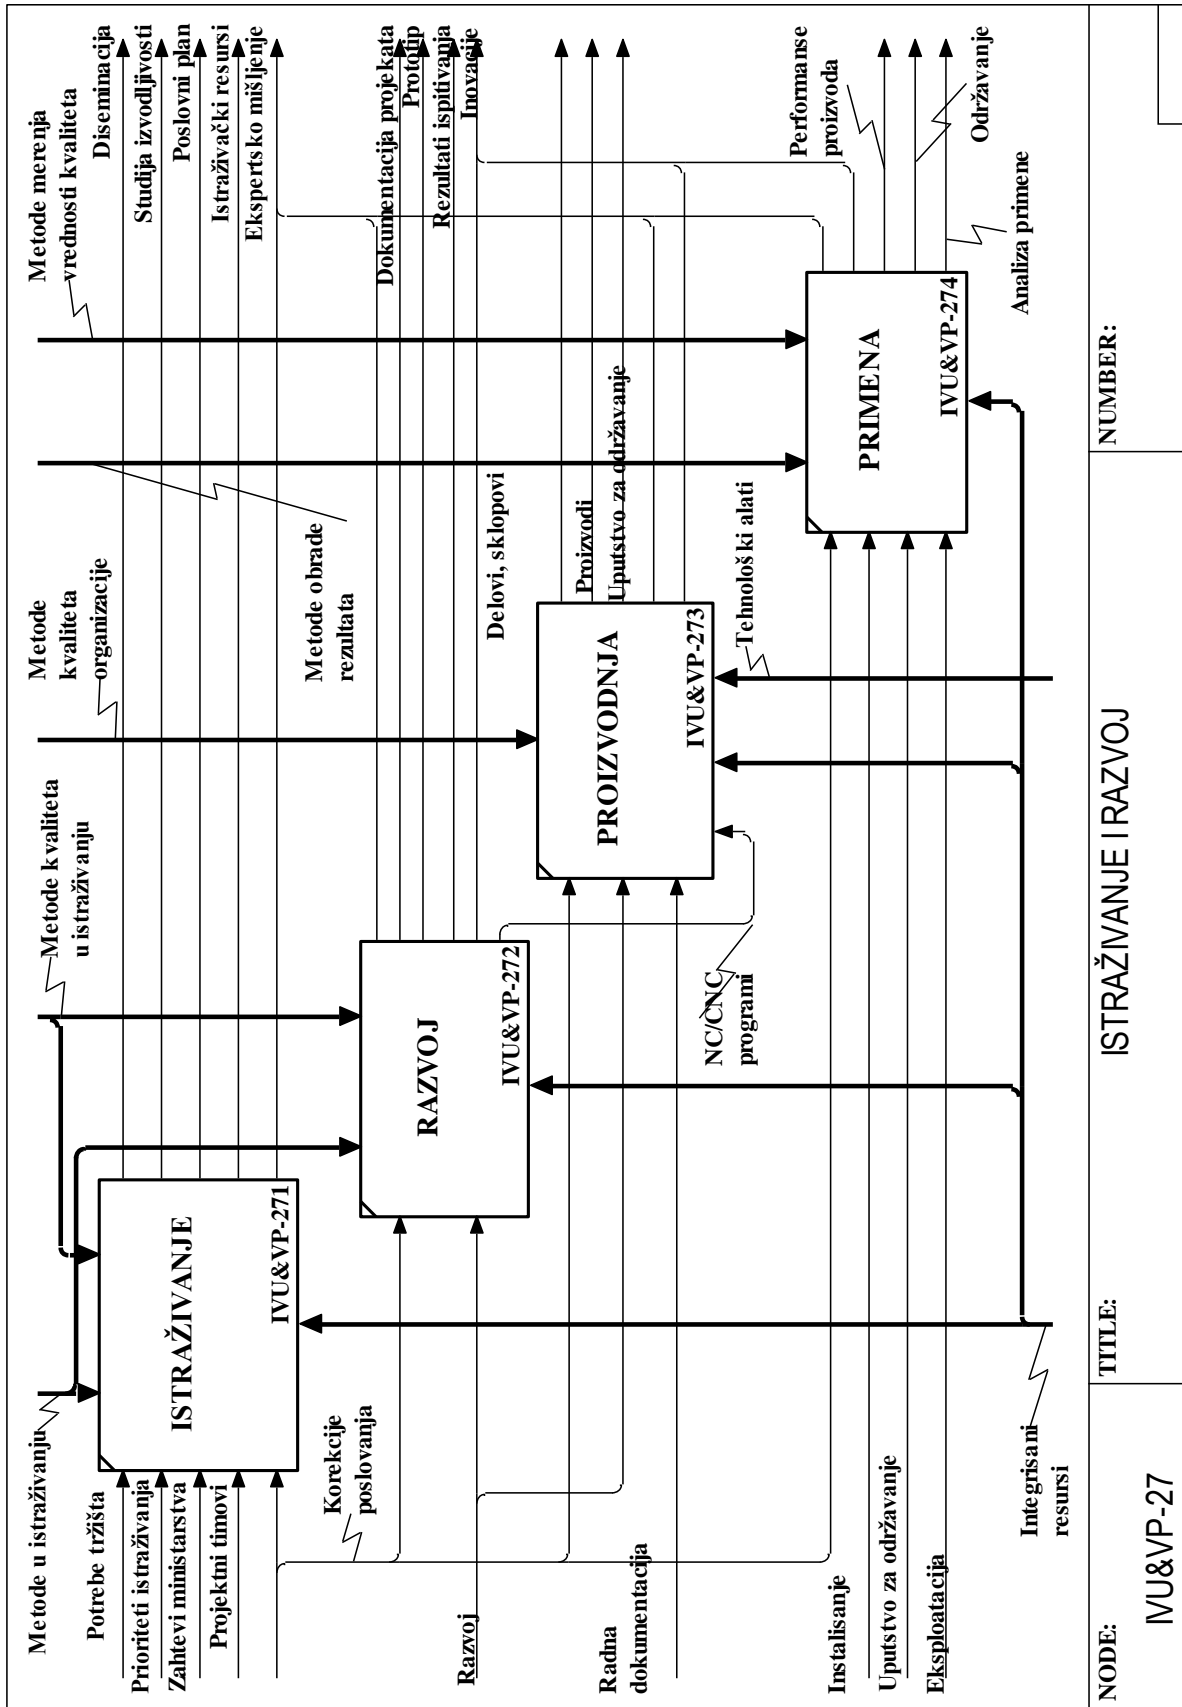 Metode u istraživanju
Metode kvaliteta
u istraživanju
Metode
kvaliteta
organizacije
Metode merenja
vrednosti kvaliteta
Potrebe tržišta
Prioriteti istraživanja
Zahtevi ministarstva
Projektni timovi
ISTRAŽIVANJE
IVU&VP-271
Diseminacija
Studija izvodljivosti
Poslovni plan
Istraživački resursi
Ekspertsko mišljenje
Metode obrade
rezultata
Korekcije
poslovanja
RAZVOJ
IVU&VP-272
Dokumentacija projekata
Prototip
Rezultati ispitivanja
Inovacije
Razvoj
Delovi, sklopovi
Proizvodi
Uputstvo za održavanje
Radna
dokumentacija
PROIZVODNJA
IVU&VP-273
NC/CNC
programi
Tehnološki alati
Performanse
proizvoda
Instalisanje
Uputstvo za održavanje
Eksploatacija
PRIMENA
IVU&VP-274
Održavanje
Analiza primene
Integrisani
resursi
NODE:
IVU&VP-27
TITLE:
ISTRAŽIVANJE I RAZVOJ
NUMBER: